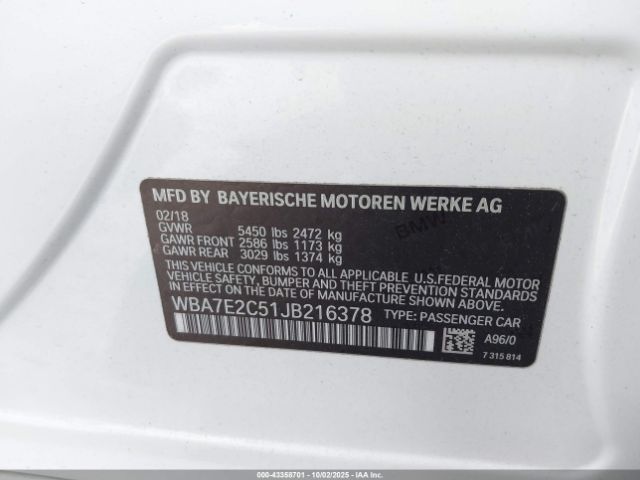 MFD BY BAYERISCHE MOTOREN WERKE AG
02/18
GVWR 5450 lbs 2472 kg
GAWR FRONT 2586 lbs 1173 kg
GAWR REAR 3029 lbs 1374 kg
THIS VEHICLE CONFORMS TO ALL APPLICABLE U.S.FEDERAL MOTOR
VEHICLE SAFETY, BUMPER, AND THEFT PREVENTION STANDARDS
IN EFFECT ON THE DATE OF MANUFACTURE SHOWN ABOVE.
WBA7E2C51JB216378 TYPE: PASSENGER CAR
A96/0
7 315 814
BMW
000-43358701 - 10/02/2025 - IAA Holdings, LLC.